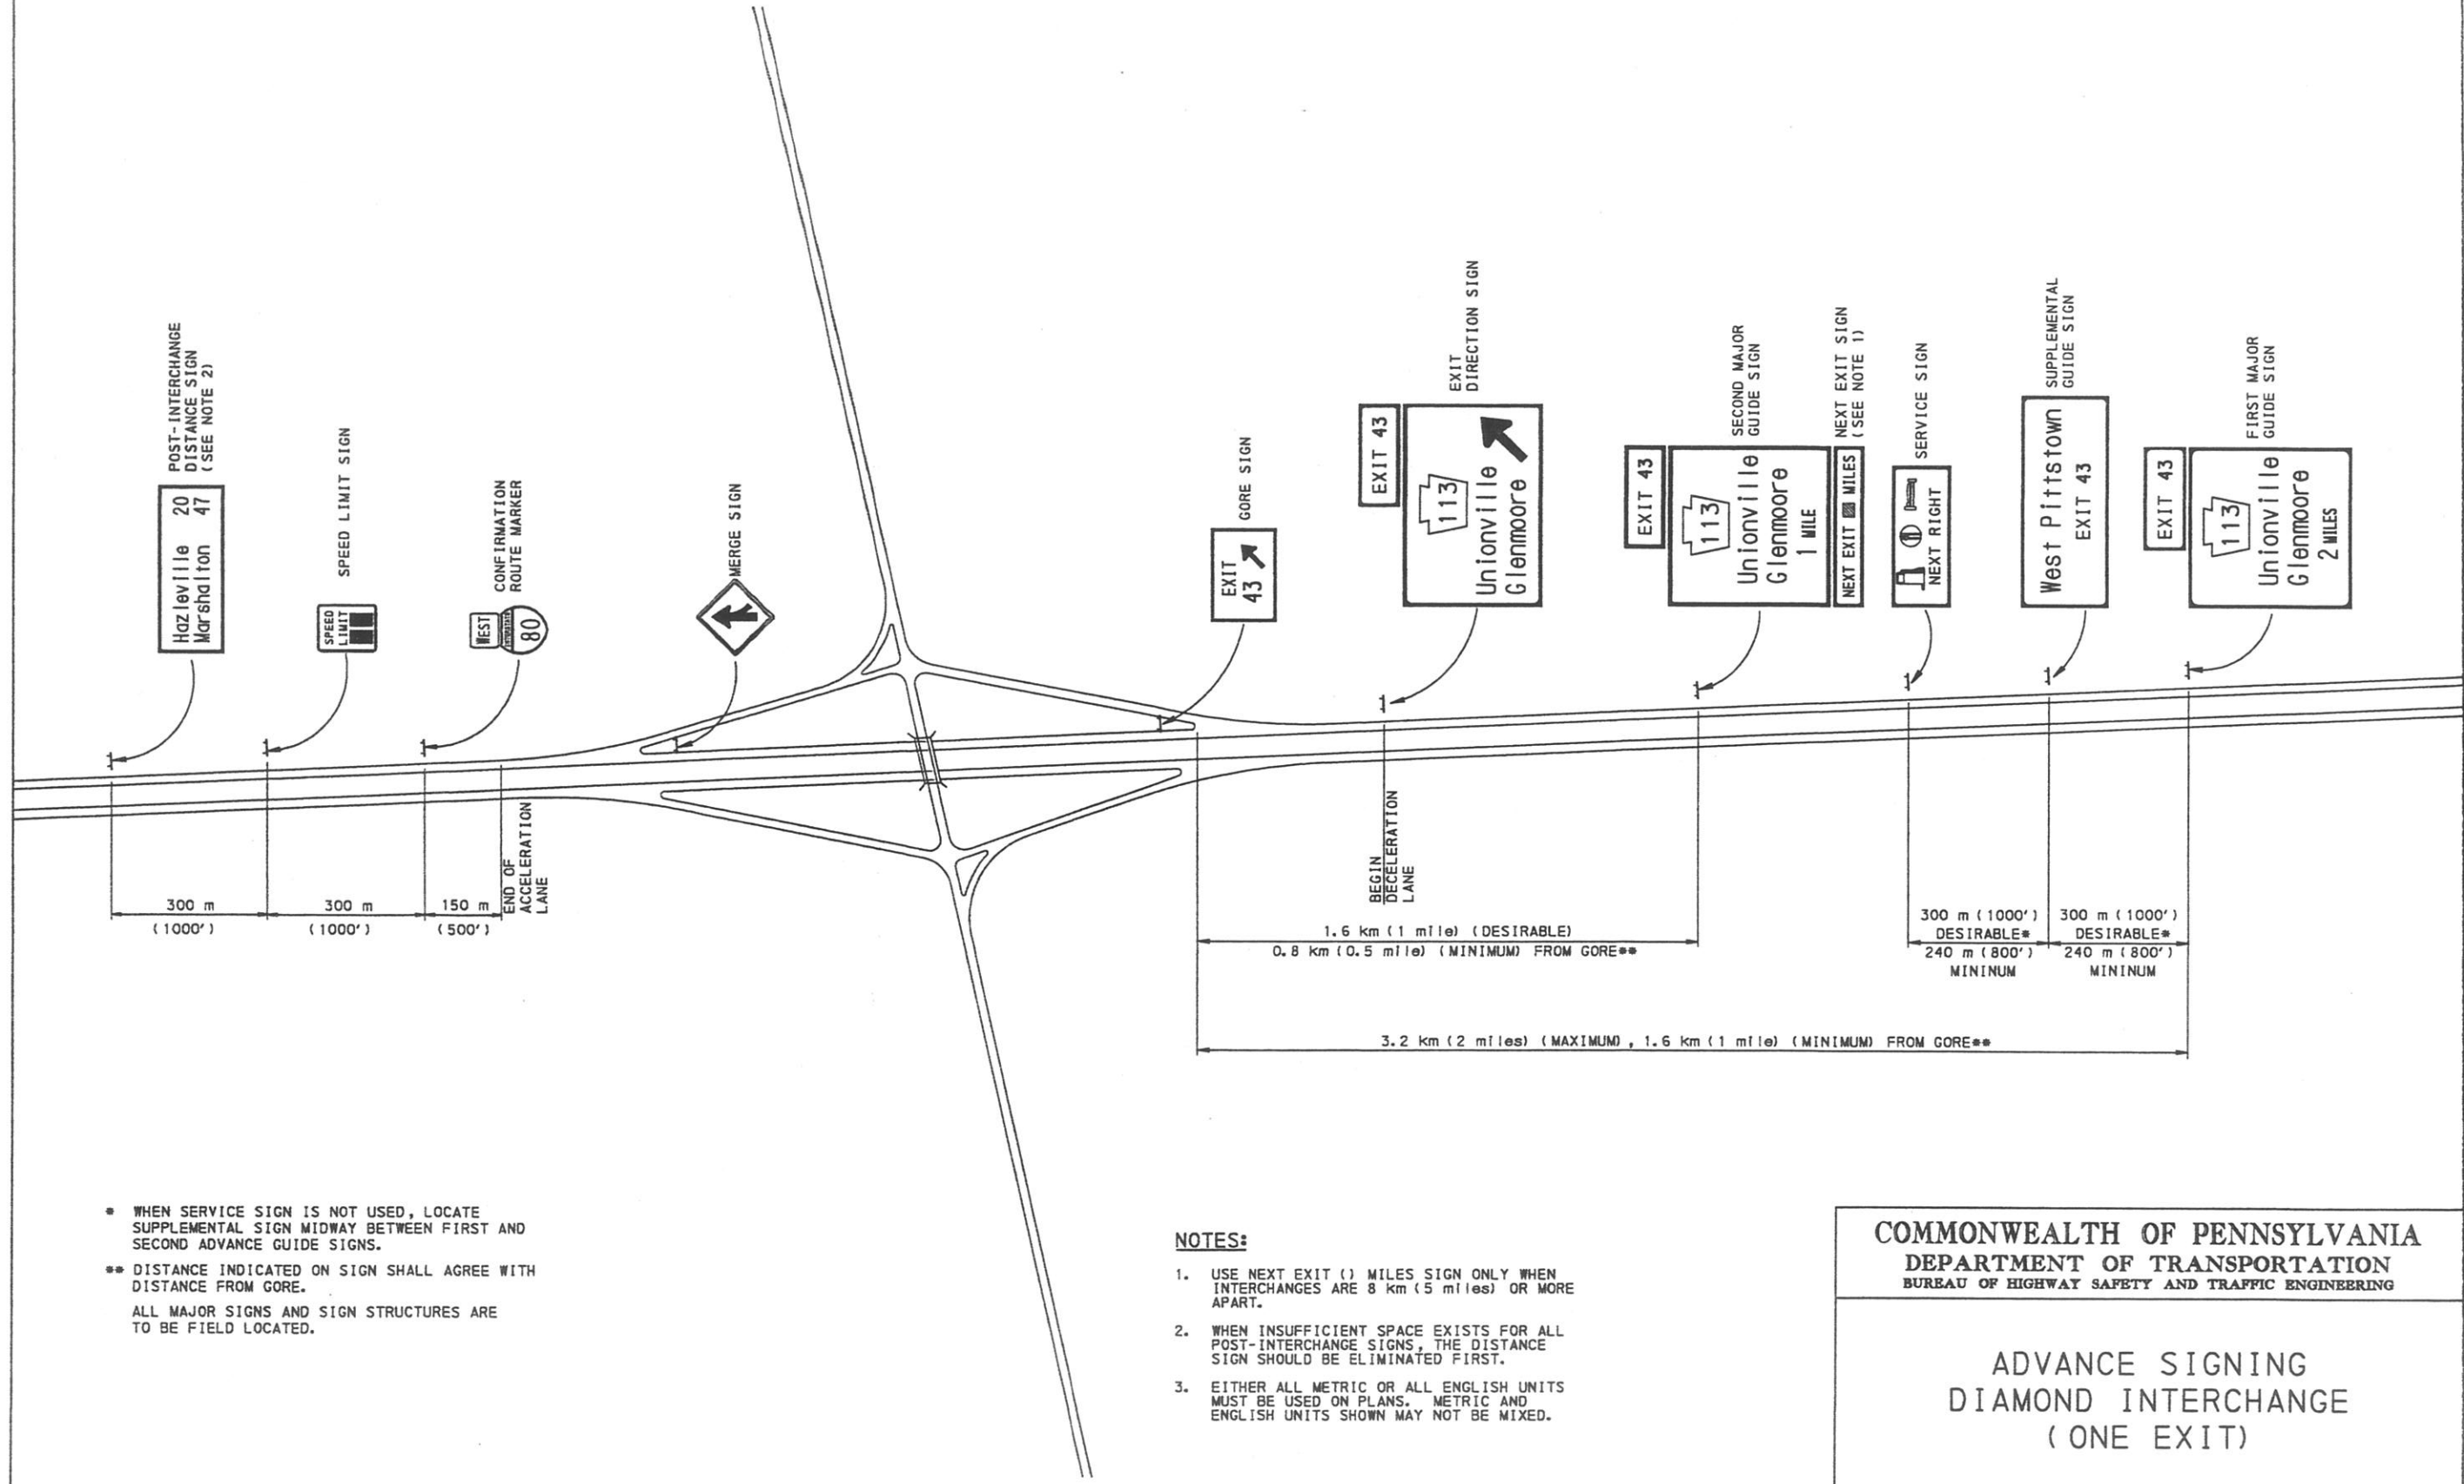 POST-INTERCHANGE
DISTANCE SIGN
(SEE NOTE 2)
Hazleville 20
Marshalton 47
SPEED LIMIT SIGN
SPEED
LIMIT
CONFIRMATION
ROUTE MARKER
WEST
INTERSTATE
80
MERGE SIGN
GORE SIGN
EXIT
43
EXIT
DIRECTION SIGN
EXIT 43
113
Unionville
Glenmoore
SECOND MAJOR
GUIDE SIGN
EXIT 43
113
Unionville
Glenmoore
1 MILE
NEXT EXIT SIGN
(SEE NOTE 1)
NEXT EXIT MILES
SERVICE SIGN
NEXT RIGHT
SUPPLEMENTAL
GUIDE SIGN
West Pittstown
EXIT 43
FIRST MAJOR
GUIDE SIGN
EXIT 43
113
Unionville
Glenmoore
2 MILES
300 m
(1000')
300 m
(1000')
150 m
(500')
END OF
ACCELERATION
LANE
BEGIN
DECELERATION
LANE
1.6 km (1 mile) (DESIRABLE)
0.8 km (0.5 mile) (MINIMUM) FROM GORE**
300 m (1000')
DESIRABLE*
240 m (800')
MININUM
300 m (1000')
DESIRABLE*
240 m (800')
MININUM
3.2 km (2 miles) (MAXIMUM), 1.6 km (1 mile) (MINIMUM) FROM GORE**
* WHEN SERVICE SIGN IS NOT USED, LOCATE
SUPPLEMENTAL SIGN MIDWAY BETWEEN FIRST AND
SECOND ADVANCE GUIDE SIGNS.
** DISTANCE INDICATED ON SIGN SHALL AGREE WITH
DISTANCE FROM GORE.
ALL MAJOR SIGNS AND SIGN STRUCTURES ARE
TO BE FIELD LOCATED.
NOTES:
1. USE NEXT EXIT () MILES SIGN ONLY WHEN
INTERCHANGES ARE 8 km (5 miles) OR MORE
APART.
2. WHEN INSUFFICIENT SPACE EXISTS FOR ALL
POST-INTERCHANGE SIGNS, THE DISTANCE
SIGN SHOULD BE ELIMINATED FIRST.
3. EITHER ALL METRIC OR ALL ENGLISH UNITS
MUST BE USED ON PLANS. METRIC AND
ENGLISH UNITS SHOWN MAY NOT BE MIXED.
COMMONWEALTH OF PENNSYLVANIA
DEPARTMENT OF TRANSPORTATION
BUREAU OF HIGHWAY SAFETY AND TRAFFIC ENGINEERING
ADVANCE SIGNING
DIAMOND INTERCHANGE
(ONE EXIT)